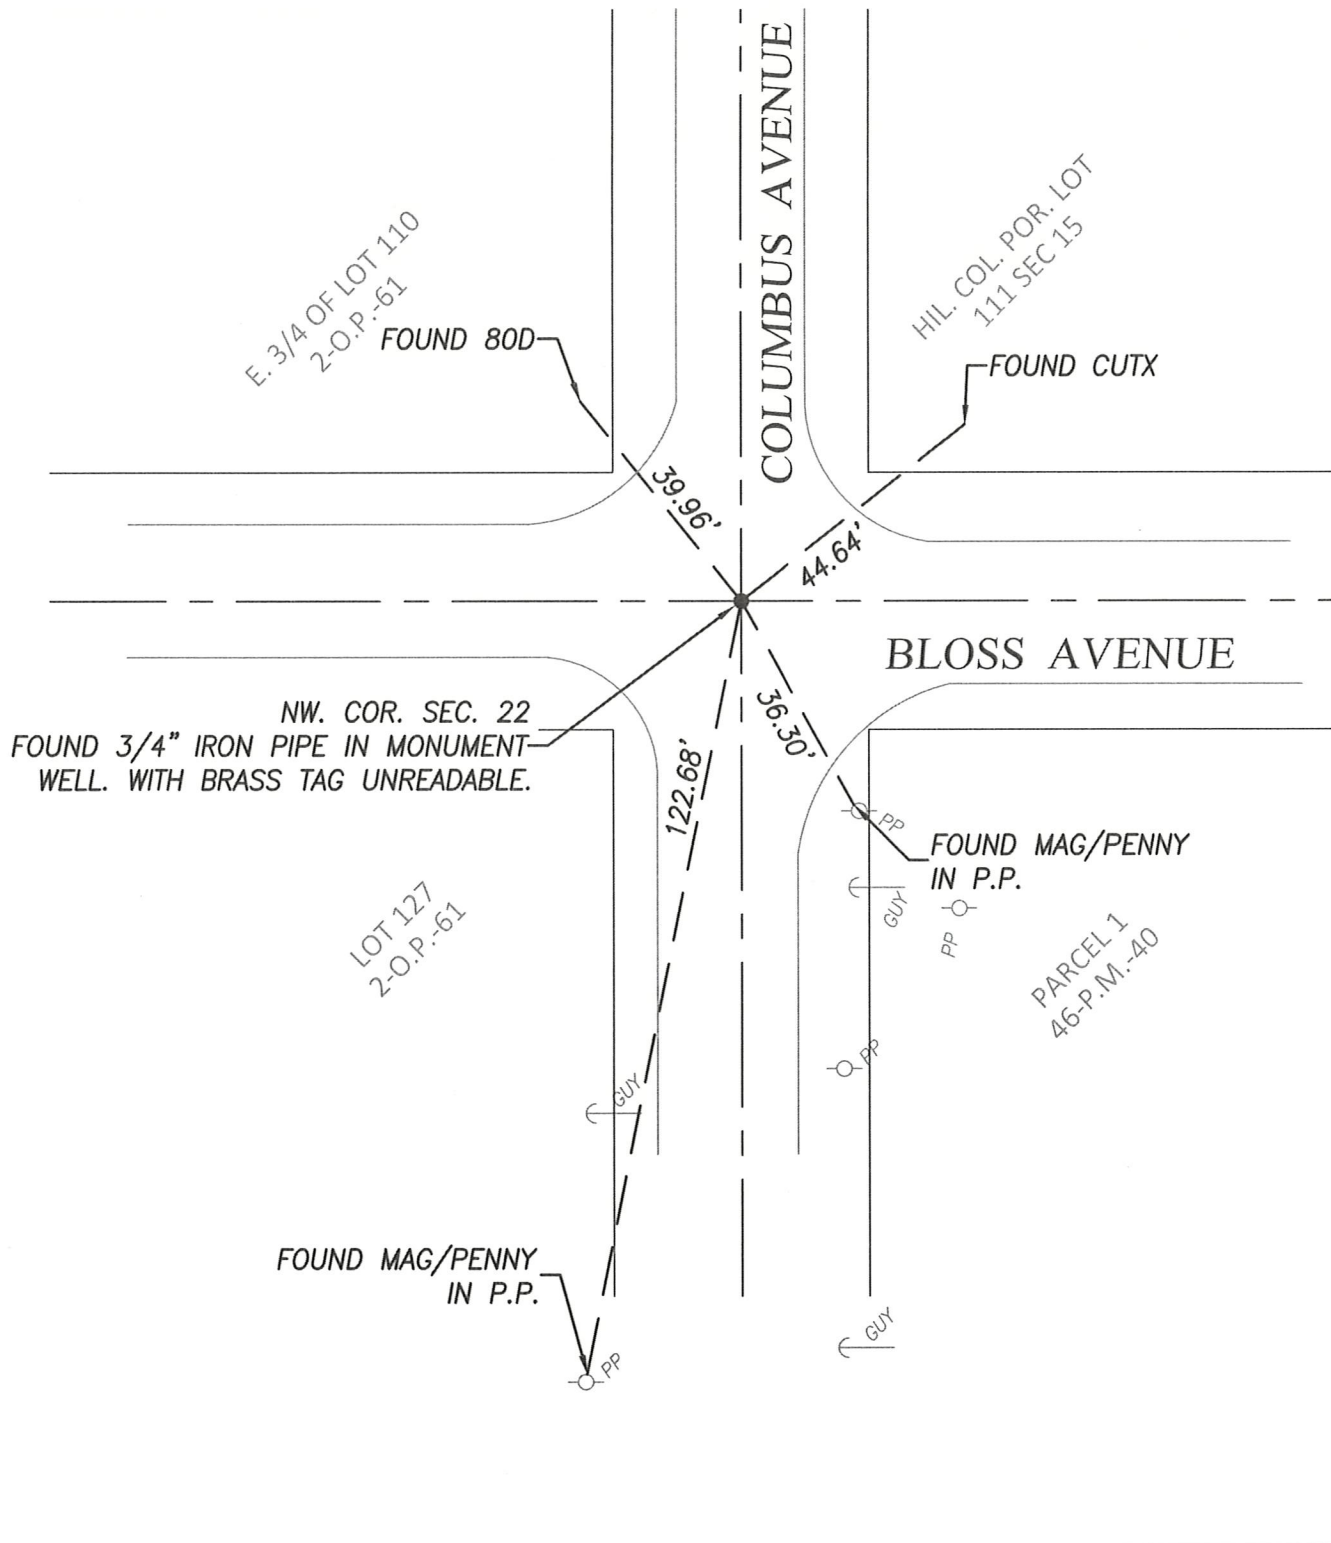 COLUMBUS AVENUE
E. 3/4 OF LOT 110
2-O.P.-61
HIL. COL. POR. LOT
111 SEC 15
FOUND 80D
FOUND CUTX
39.96'
44.64'
BLOSS AVENUE
NW. COR. SEC. 22
FOUND 3/4" IRON PIPE IN MONUMENT
WELL. WITH BRASS TAG UNREADABLE.
36.30'
122.68'
PP
FOUND MAG/PENNY
IN P.P.
GUY
PP
LOT 127
2-O.P.-61
PARCEL 1
46-P.M.-40
PP
GUY
FOUND MAG/PENNY
IN P.P.
GUY
PP